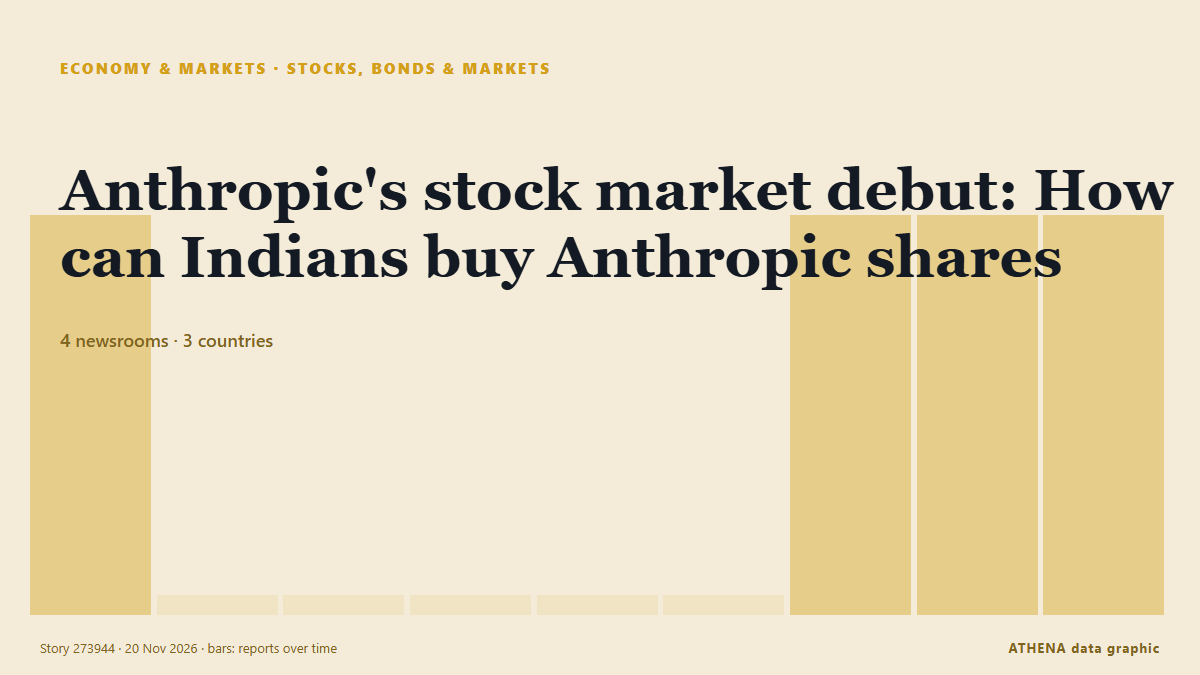 ECONOMY & MARKETS · STOCKS, BONDS & MARKETS
Anthropic's stock market debut: How
can Indians buy Anthropic shares
4 newsrooms · 3 countries
Story 273944 · 20 Nov 2026 · bars: reports over time
ATHENA data graphic